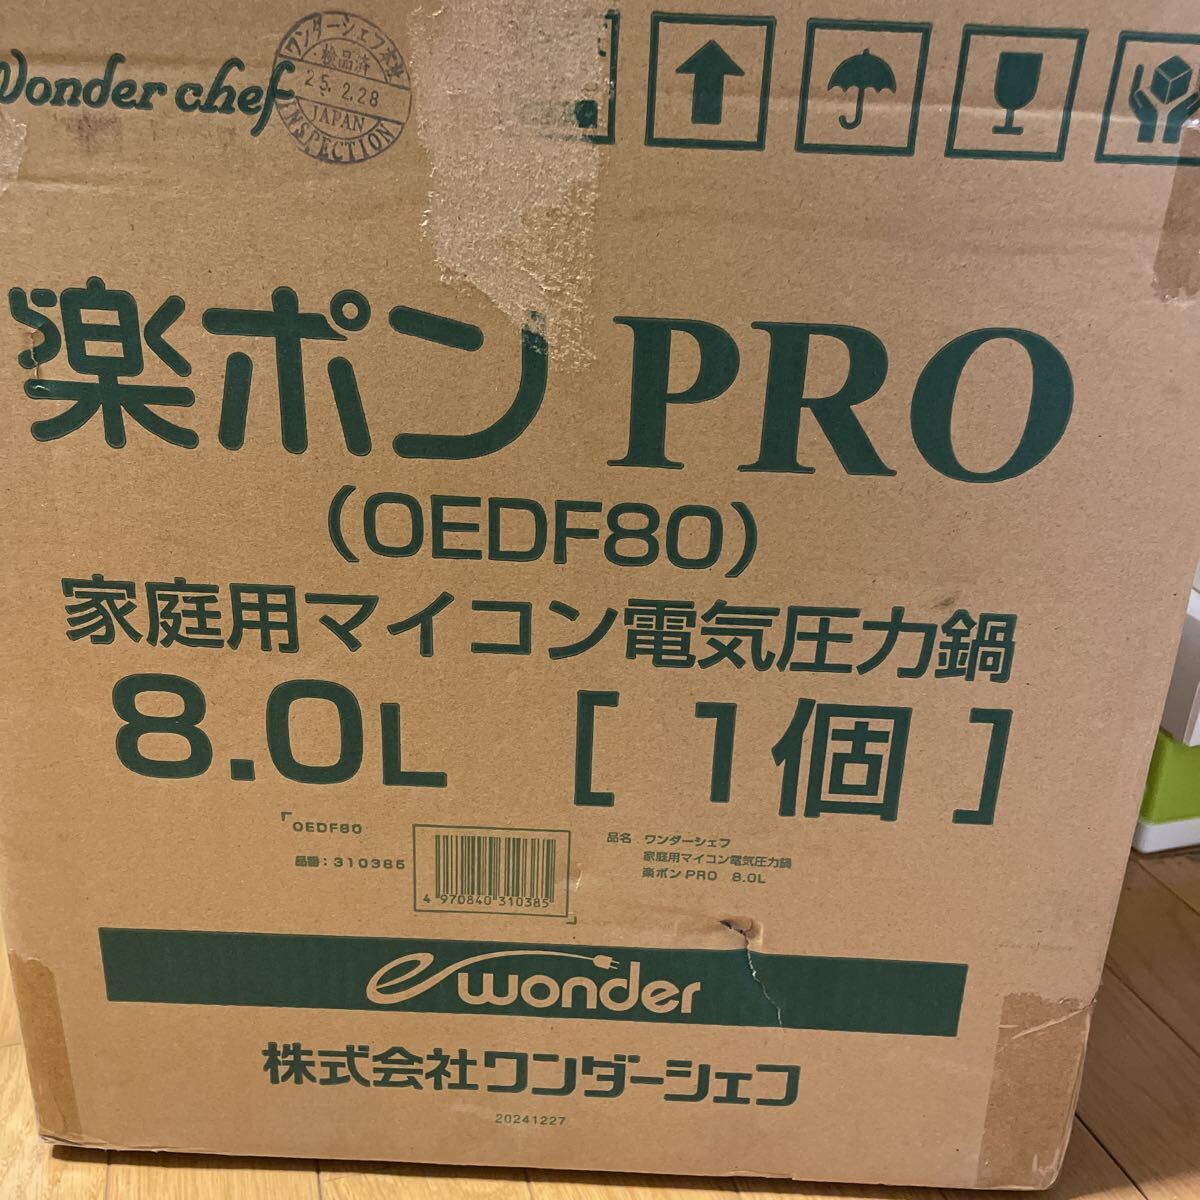 Wonder chef
ワンダーシェフ本社
検品済
25.2.28
JAPAN
INSPECTION
らく
楽ポン PRO
(OEDF80)
家庭用マイコン電気圧力鍋
8.0L [1個]
OEDF80
品番：310385
4 970840 310385
品名 ワンダーシェフ
家庭用マイコン電気圧力鍋
楽ポン PRO 8.0L
e wonder
株式会社ワンダーシェフ
20241227